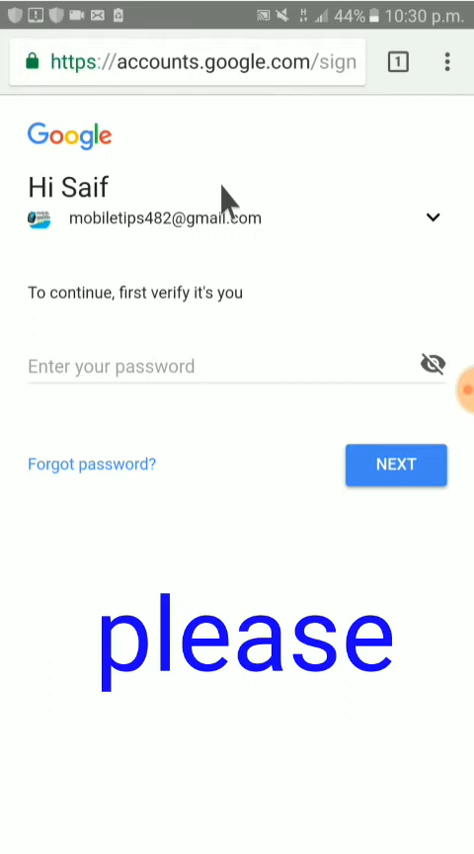 44% 10:30 p.m.
https://accounts.google.com/sign
1
Google
Hi Saif
mobiletips482@gmail.com
To continue, first verify it's you
Enter your password
Forgot password?
NEXT
please